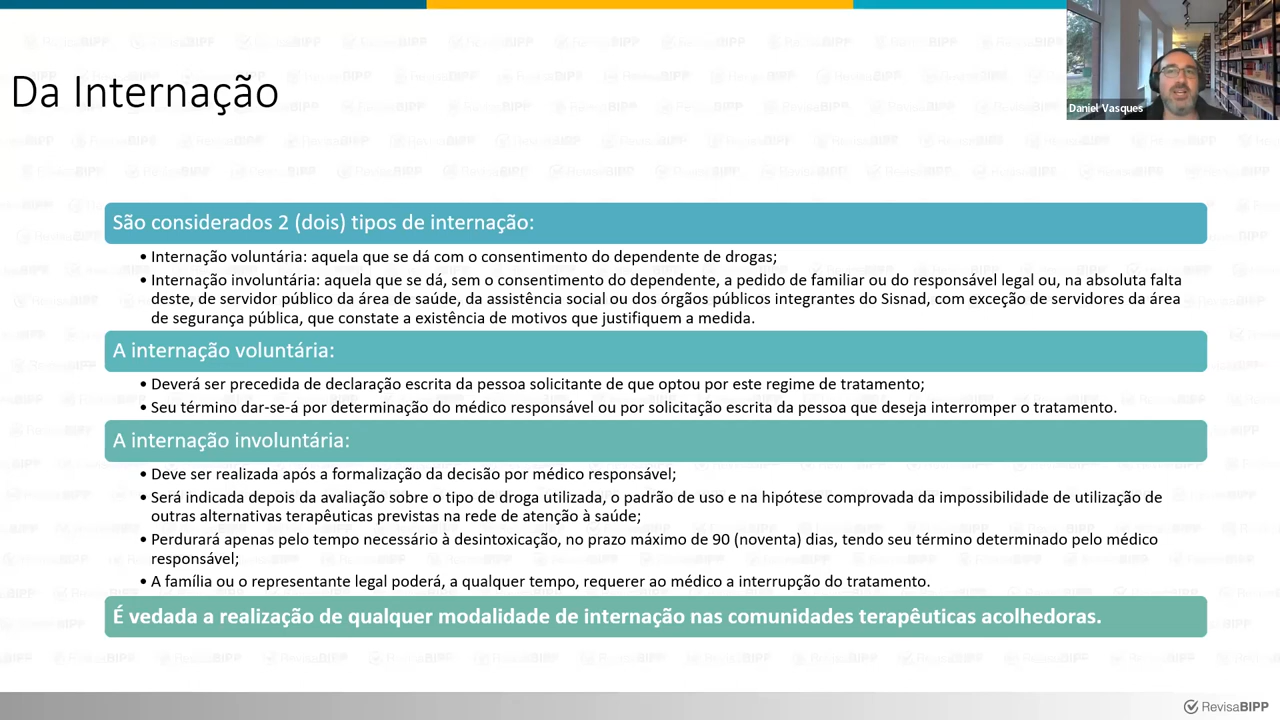 Da Internação
Daniel Vasques
São considerados 2 (dois) tipos de internação:
• Internação voluntária: aquela que se dá com o consentimento do dependente de drogas;
• Internação involuntária: aquela que se dá, sem o consentimento do dependente, a pedido de familiar ou do responsável legal ou, na absoluta falta
deste, de servidor público da área de saúde, da assistência social ou dos órgãos públicos integrantes do Sisnad, com exceção de servidores da área
de segurança pública, que constate a existência de motivos que justifiquem a medida.
A internação voluntária:
• Deverá ser precedida de declaração escrita da pessoa solicitante de que optou por este regime de tratamento;
• Seu término dar-se-á por determinação do médico responsável ou por solicitação escrita da pessoa que deseja interromper o tratamento.
A internação involuntária:
• Deve ser realizada após a formalização da decisão por médico responsável;
• Será indicada depois da avaliação sobre o tipo de droga utilizada, o padrão de uso e na hipótese comprovada da impossibilidade de utilização de
outras alternativas terapêuticas previstas na rede de atenção à saúde;
• Perdurará apenas pelo tempo necessário à desintoxicação, no prazo máximo de 90 (noventa) dias, tendo seu término determinado pelo médico
responsável;
• A família ou o representante legal poderá, a qualquer tempo, requerer ao médico a interrupção do tratamento.
É vedada a realização de qualquer modalidade de internação nas comunidades terapêuticas acolhedoras.
RevisaBIPP